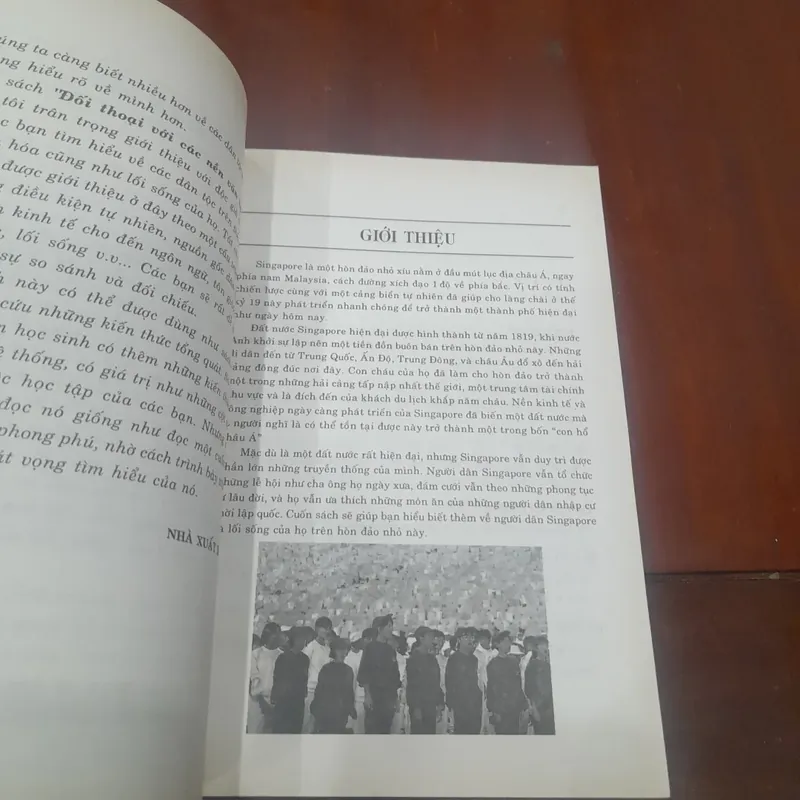 úng ta càng biết nhiều hơn về các dân
ng hiểu rõ về mình hơn.
sách "Đối thoại với các nền văn
tôi trân trọng giới thiệu với độc giả
c bạn tìm hiểu về các dân tộc trên
hóa cũng như lối sống của họ. Tất
được giới thiệu ở đây theo một cấu
g điều kiện tự nhiên, nguồn gốc dân
n kinh tế cho đến ngôn ngữ, tôn
, lối sống v.v... Các bạn sẽ rất
sự so sánh và đối chiếu.
h này có thể được dùng như
cứu những kiến thức tổng quát.
n học sinh có thêm những kiến
ệ thống, có giá trị như những
ệc học tập của các bạn. Nhưng
đọc nó giống như đọc một
phong phú, nhờ cách trình bày
át vọng tìm hiểu của nó.
NHÀ XUẤT
GIỚI THIỆU
Singapore là một hòn đảo nhỏ xíu nằm ở đầu mút lục địa châu Á, ngay
phía nam Malaysia, cách đường xích đạo 1 độ về phía bắc. Vị trí có tính
chiến lược cùng với một cảng biển tự nhiên đã giúp cho làng chài ở thế
kỷ 19 này phát triển nhanh chóng để trở thành một thành phố hiện đại
như ngày hôm nay.
Đất nước Singapore hiện đại được hình thành từ năm 1819, khi nước
Anh khởi sự lập nên một tiền đồn buôn bán trên hòn đảo nhỏ này. Những
di dân đến từ Trung Quốc, Ấn Độ, Trung Đông, và châu Âu đổ xô đến hải
cảng đông đúc nơi đây. Con cháu của họ đã làm cho hòn đảo trở thành
một trong những hải cảng tấp nập nhất thế giới, một trung tâm tài chính
khu vực và là đích đến của khách du lịch khắp năm châu. Nền kinh tế và
công nghiệp ngày càng phát triển của Singapore đã biến một đất nước mà
người nghĩ là có thể tồn tại được này trở thành một trong bốn "con hổ
châu Á"
Mặc dù là một đất nước rất hiện đại, nhưng Singapore vẫn duy trì được
phần lớn những truyền thống của mình. Người dân Singapore vẫn tổ chức
những lễ hội như cha ông họ ngày xưa, đám cưới vẫn theo những phong tục
từ lâu đời, và họ vẫn ưa thích những món ăn của những người dân nhập cư
thời lập quốc. Cuốn sách sẽ giúp bạn hiểu biết thêm về người dân Singapore
và lối sống của họ trên hòn đảo nhỏ này.